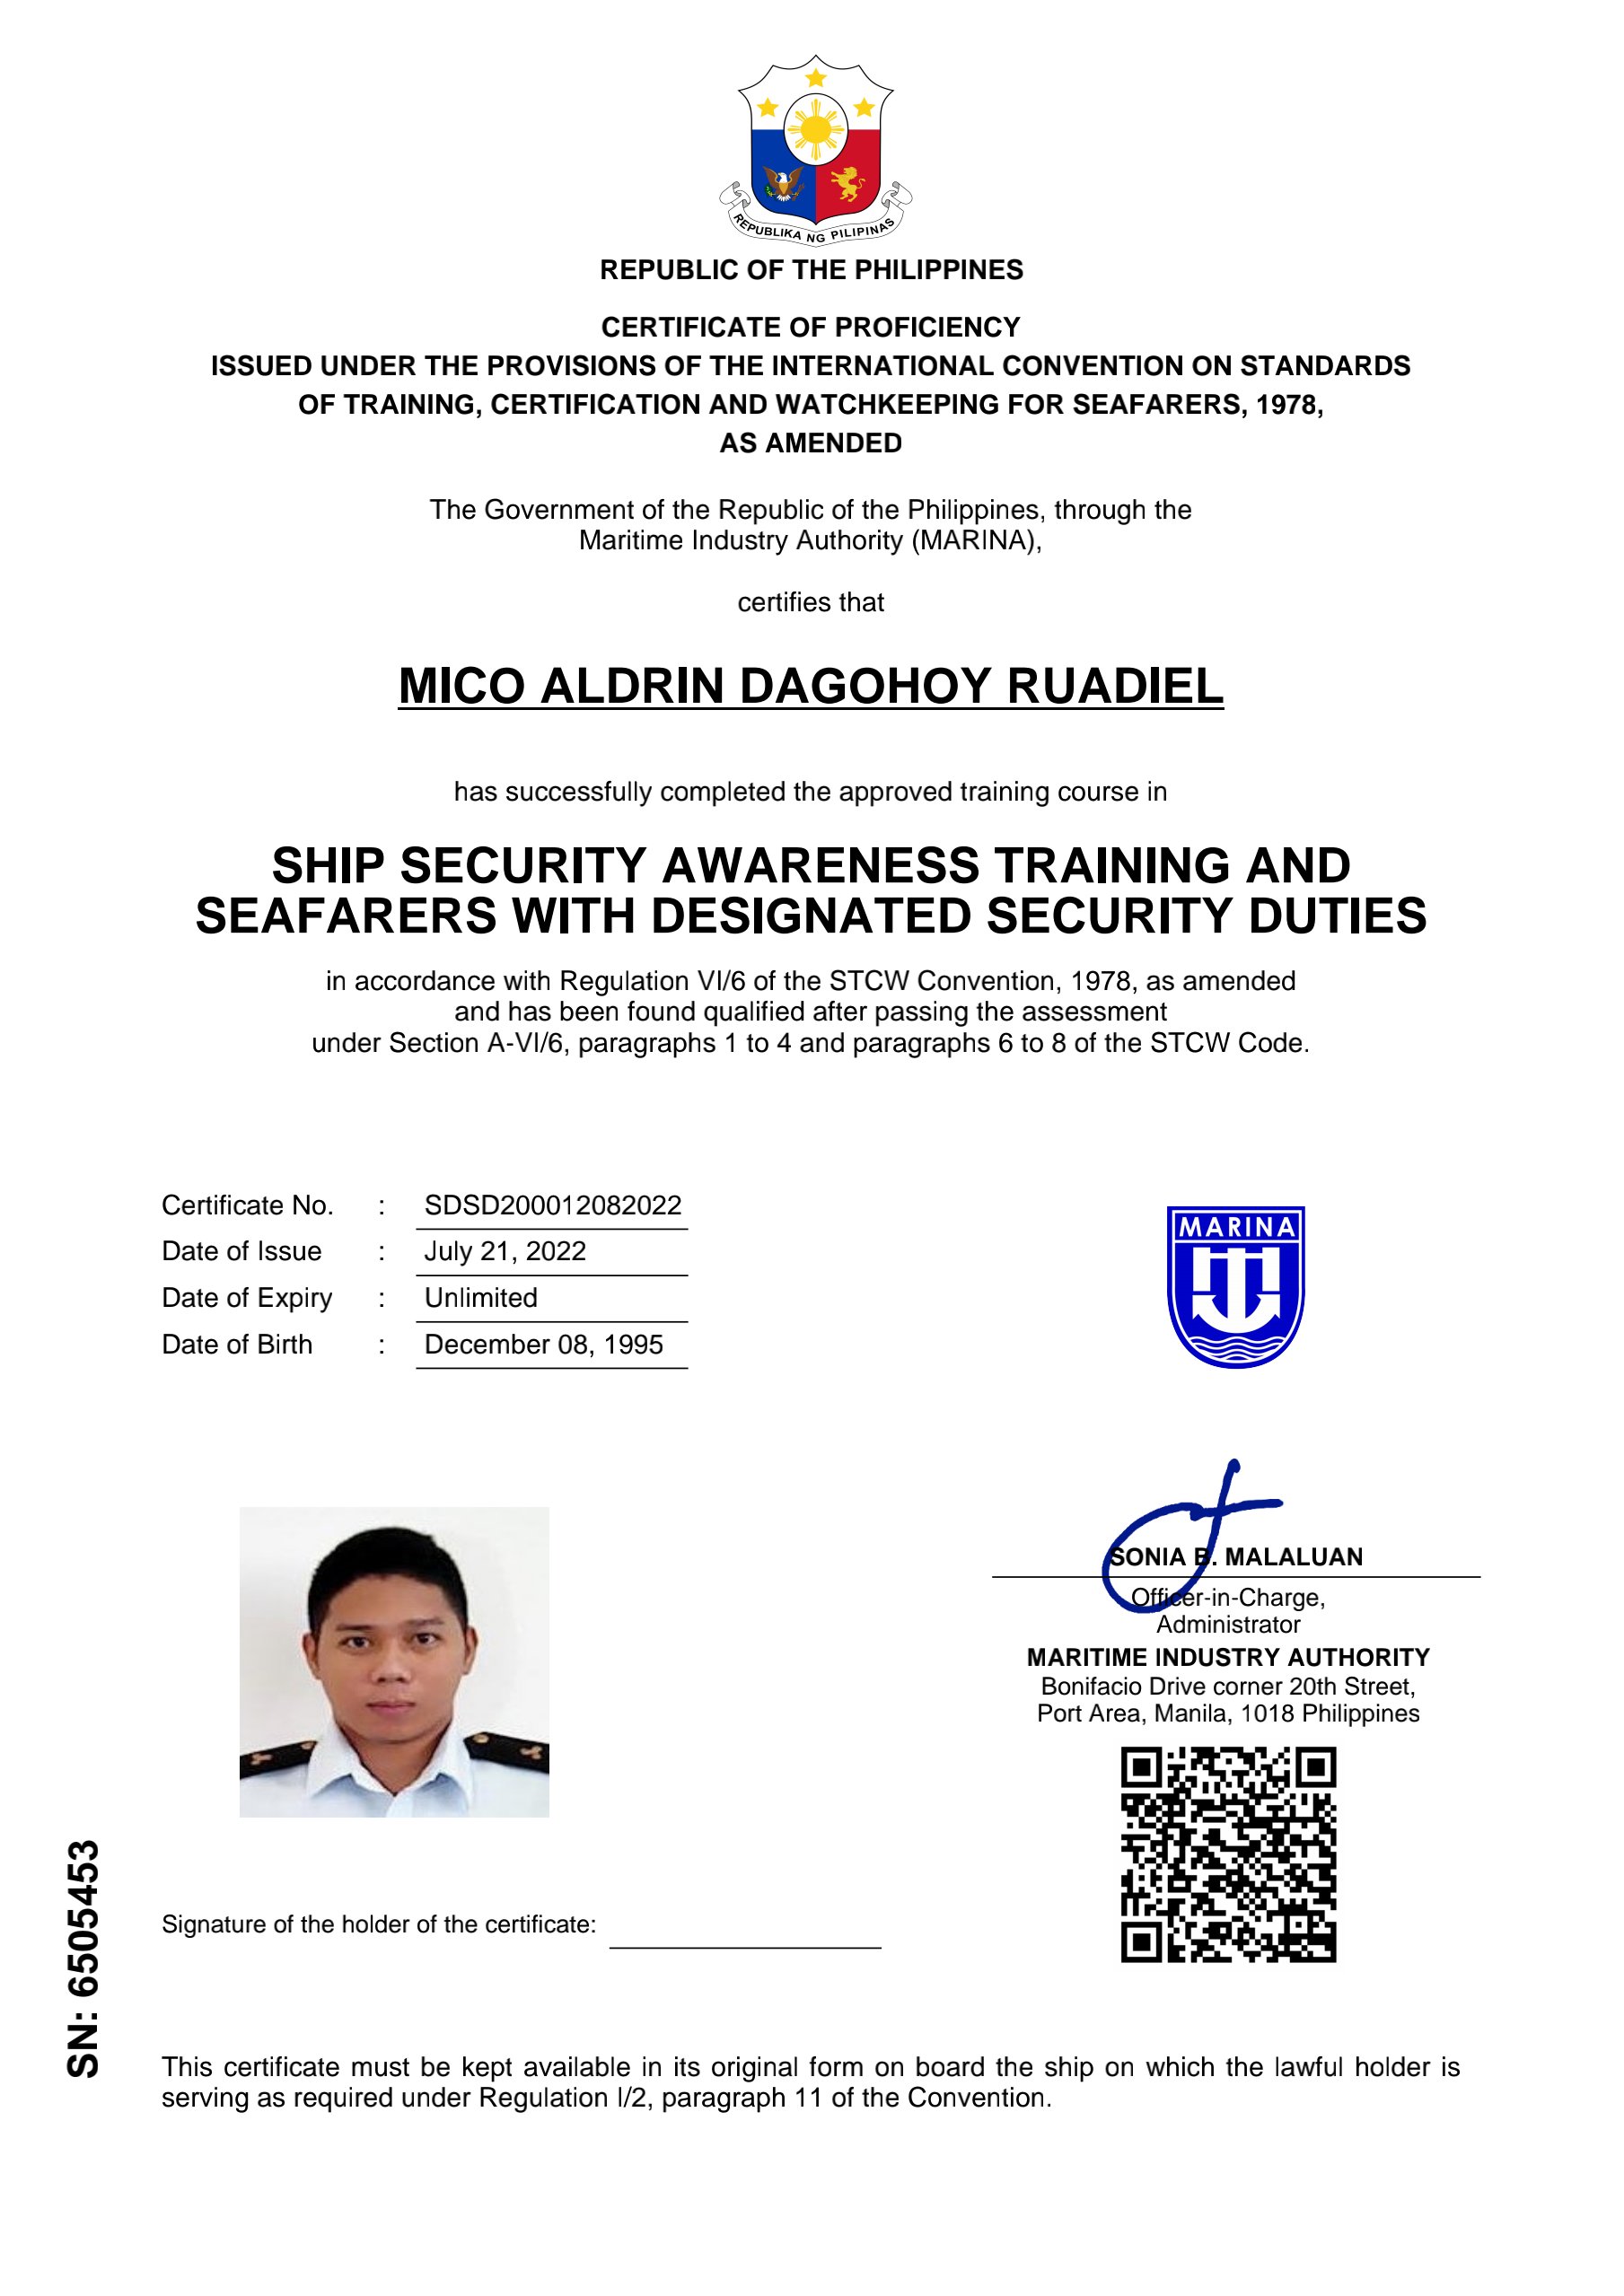 REPUBLIKA NG PILIPINAS
REPUBLIC OF THE PHILIPPINES
CERTIFICATE OF PROFICIENCY
ISSUED UNDER THE PROVISIONS OF THE INTERNATIONAL CONVENTION ON STANDARDS
OF TRAINING, CERTIFICATION AND WATCHKEEPING FOR SEAFARERS, 1978,
AS AMENDED
The Government of the Republic of the Philippines, through the
Maritime Industry Authority (MARINA),
certifies that
MICO ALDRIN DAGOHOY RUADIEL
has successfully completed the approved training course in
SHIP SECURITY AWARENESS TRAINING AND
SEAFARERS WITH DESIGNATED SECURITY DUTIES
in accordance with Regulation VI/6 of the STCW Convention, 1978, as amended
and has been found qualified after passing the assessment
under Section A-VI/6, paragraphs 1 to 4 and paragraphs 6 to 8 of the STCW Code.
Certificate No. : SDSD200012082022
Date of Issue : July 21, 2022
Date of Expiry : Unlimited
Date of Birth : December 08, 1995
MARINA
SONIA B. MALALUAN
Officer-in-Charge,
Administrator
MARITIME INDUSTRY AUTHORITY
Bonifacio Drive corner 20th Street,
Port Area, Manila, 1018 Philippines
Signature of the holder of the certificate:
SN: 6505453
This certificate must be kept available in its original form on board the ship on which the lawful holder is
serving as required under Regulation I/2, paragraph 11 of the Convention.